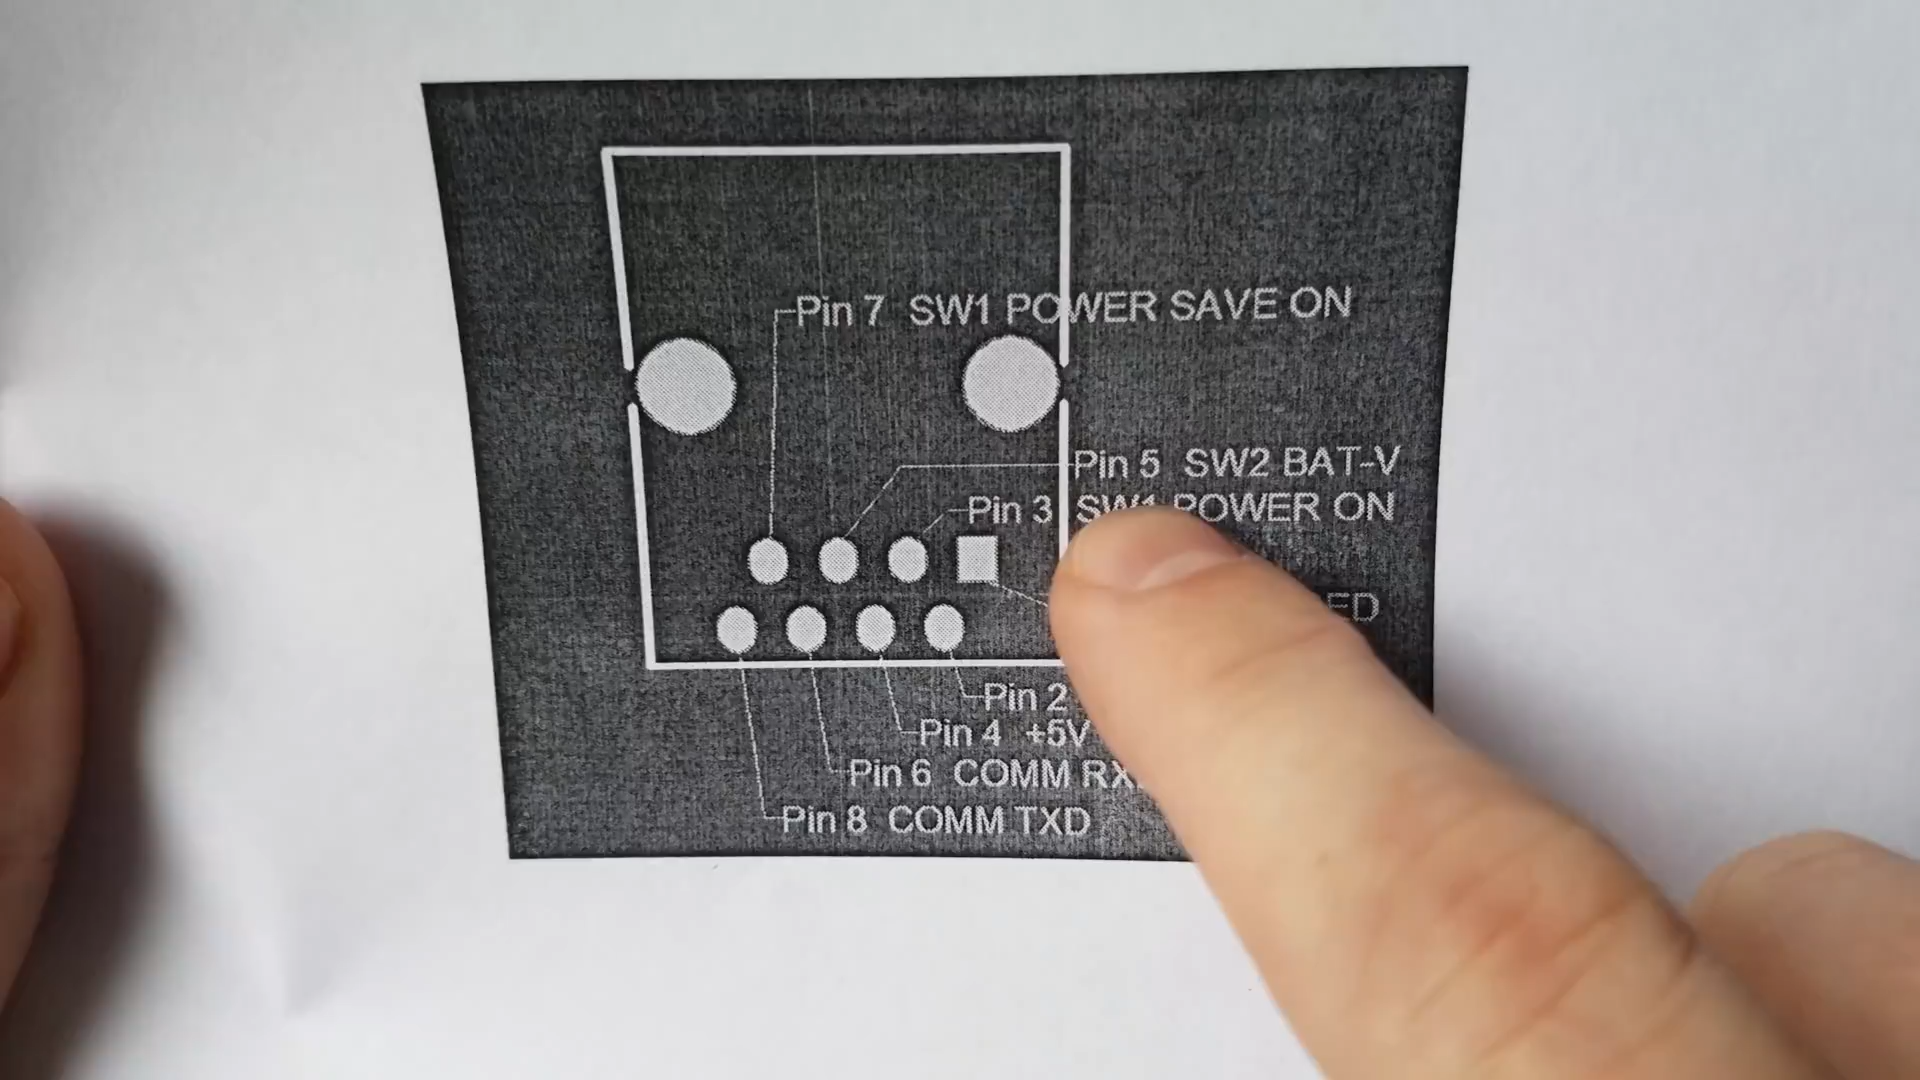 Pin 7 SW1 POWER SAVE ON
Pin 5 SW2 BAT-V
Pin 3 SW1 POWER ON
Pin 2
Pin 4 +5V
Pin 6 COMM
Pin 8 COMM TXD